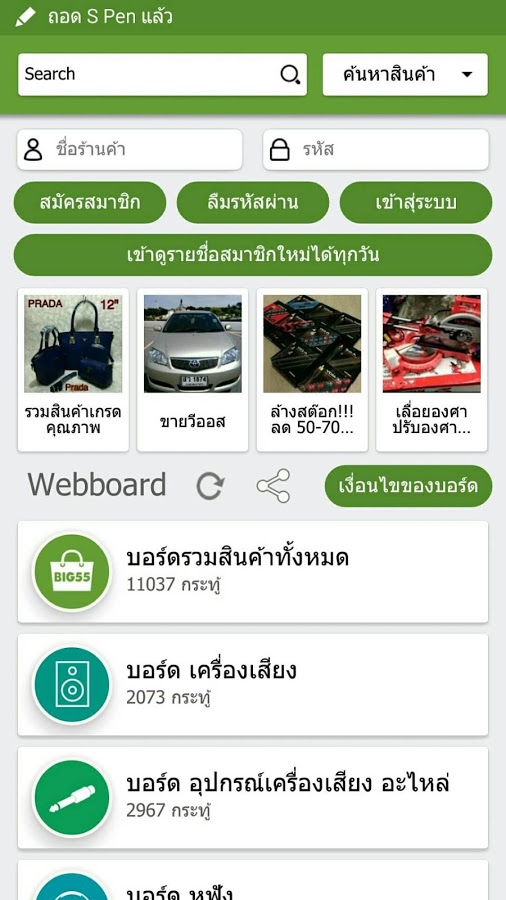 ถอด S Pen แล้ว
Search
ค้นหาสินค้า
ชื่อร้านค้า
รหัส
สมัครสมาชิก
ลืมรหัสผ่าน
เข้าสู่ระบบ
เข้าดูรายชื่อสมาชิกใหม่ได้ทุกวัน
PRADA 12"
Prada
รวมสินค้าเกรด
คุณภาพ
ขายวีออส
ล้างสต๊อก!!!
ลด 50-70...
เลื่อยองศา
ปรับองศา...
Webboard
เงื่อนไขของบอร์ด
BIG55
บอร์ดรวมสินค้าทั้งหมด
11037 กระทู้
บอร์ด เครื่องเสียง
2073 กระทู้
บอร์ด อุปกรณ์เครื่องเสียง อะไหล่
2967 กระทู้
บอร์ด หูฟัง